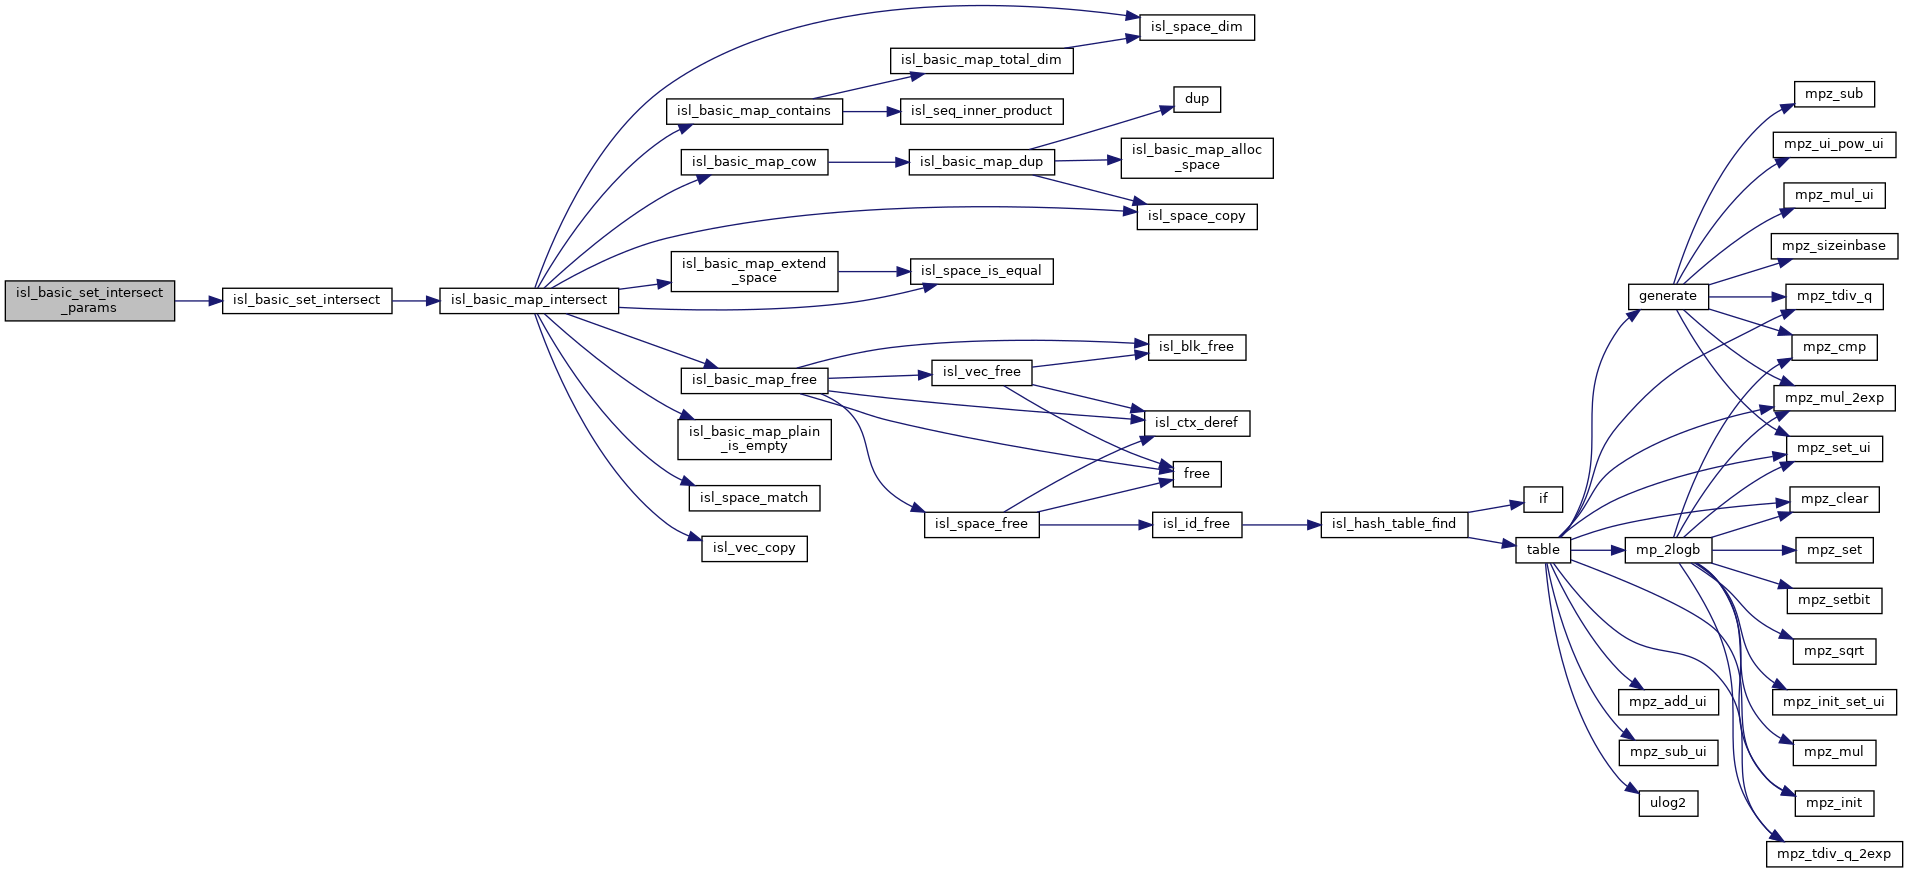 isl_basic_set_intersect
_params
isl_basic_set_intersect
isl_basic_map_intersect
isl_space_dim
isl_basic_map_total_dim
isl_basic_map_contains
isl_seq_inner_product
dup
isl_basic_map_cow
isl_basic_map_dup
isl_basic_map_alloc
_space
isl_space_copy
isl_basic_map_extend
_space
isl_space_is_equal
isl_basic_map_free
isl_vec_free
isl_blk_free
isl_ctx_deref
free
isl_basic_map_plain
_is_empty
isl_space_match
isl_vec_copy
isl_space_free
isl_id_free
isl_hash_table_find
if
table
generate
mp_2logb
mpz_add_ui
mpz_sub_ui
ulog2
mpz_sub
mpz_ui_pow_ui
mpz_mul_ui
mpz_sizeinbase
mpz_tdiv_q
mpz_cmp
mpz_mul_2exp
mpz_set_ui
mpz_clear
mpz_set
mpz_setbit
mpz_sqrt
mpz_init_set_ui
mpz_mul
mpz_init
mpz_tdiv_q_2exp